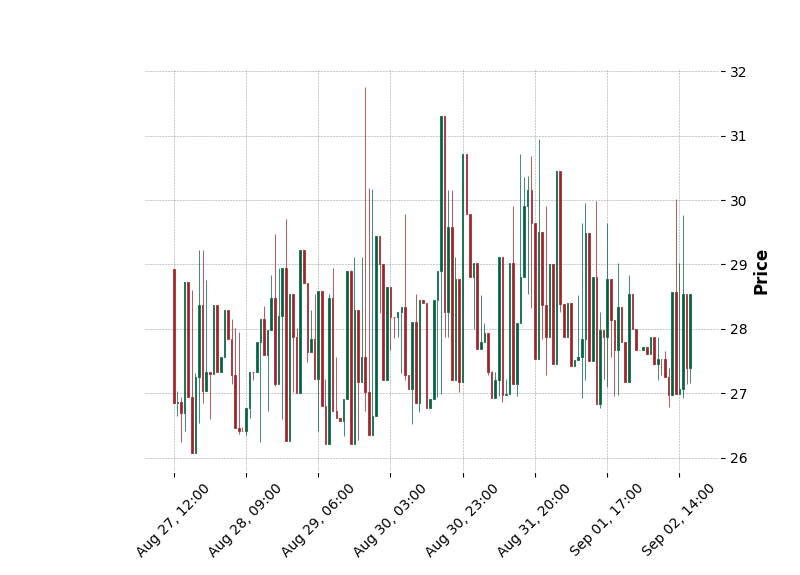 32
31
30
29
28
27
26
Price
Aug 27, 12:00
Aug 28, 09:00
Aug 29, 06:00
Aug 30, 03:00
Aug 30, 23:00
Aug 31, 20:00
Sep 01, 17:00
Sep 02, 14:00